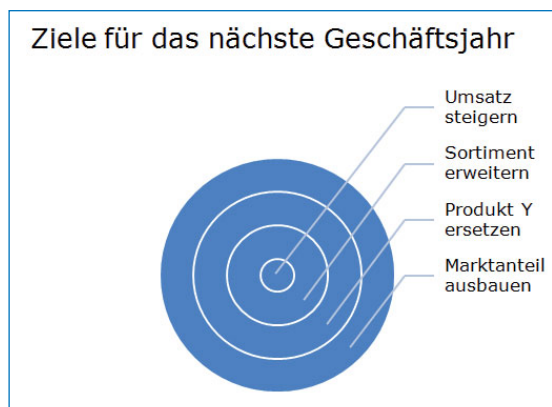 Ziele für das nächste Geschäftsjahr
Umsatz
steigern
Sortiment
erweitern
Produkt Y
ersetzen
Marktanteil
ausbauen